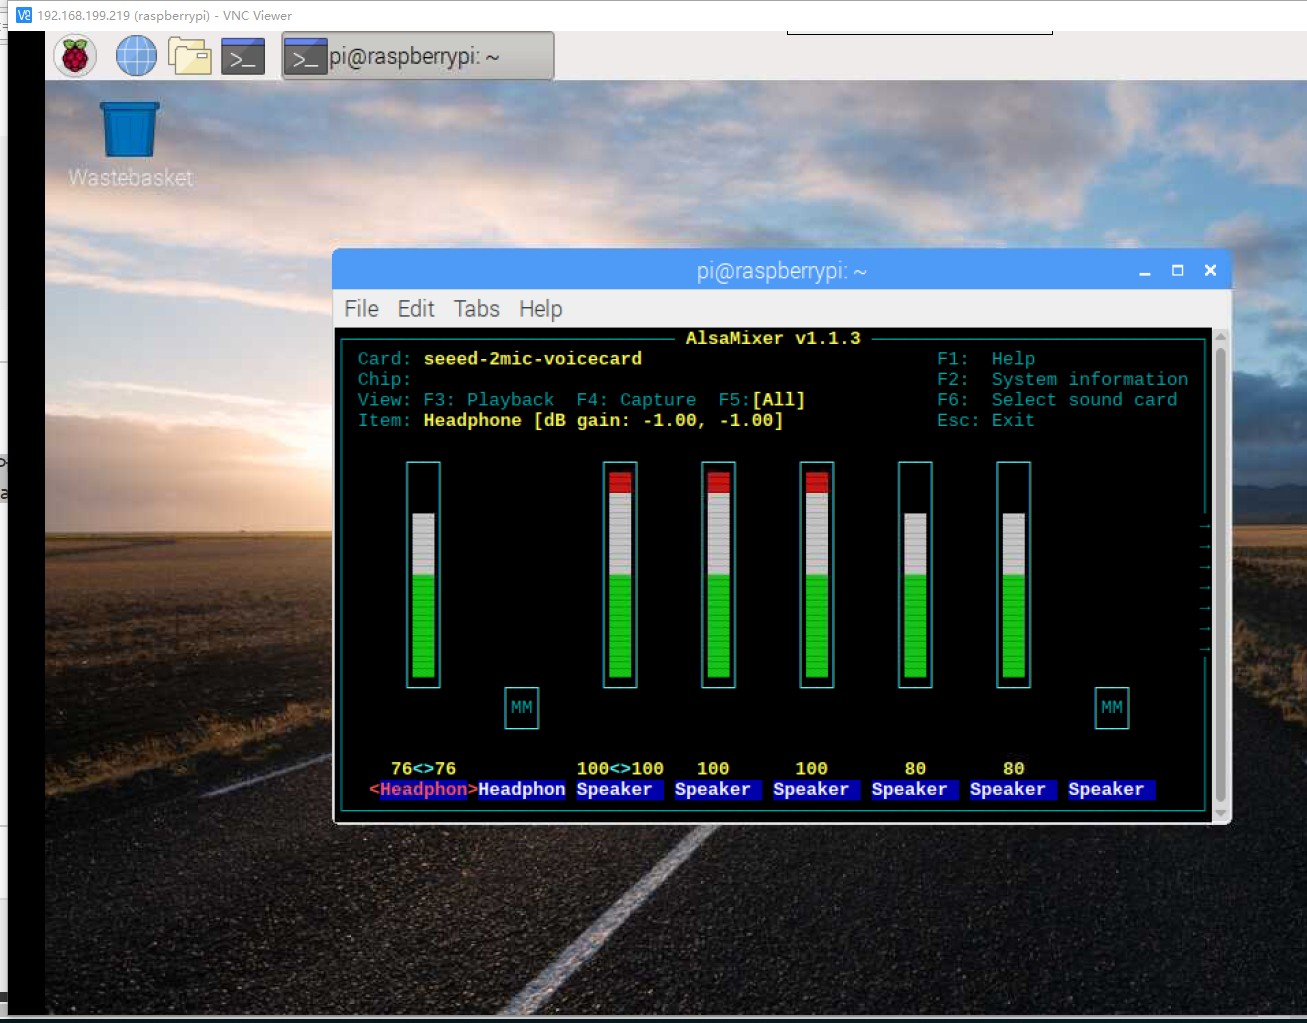 192.168.199.219 (raspberrypi) - VNC Viewer
pi@raspberrypi: ~
Wastebasket
pi@raspberrypi: ~
File Edit Tabs Help
AlsaMixer v1.1.3
Card: seeed-2mic-voicecard F1: Help
Chip: F2: System information
View: F3: Playback F4: Capture F5:[All] F6: Select sound card
Item: Headphone [dB gain: -1.00, -1.00] Esc: Exit
MM MM
76<>76 100<>100 100 100 80 80
<Headphon>Headphon Speaker Speaker Speaker Speaker Speaker Speaker